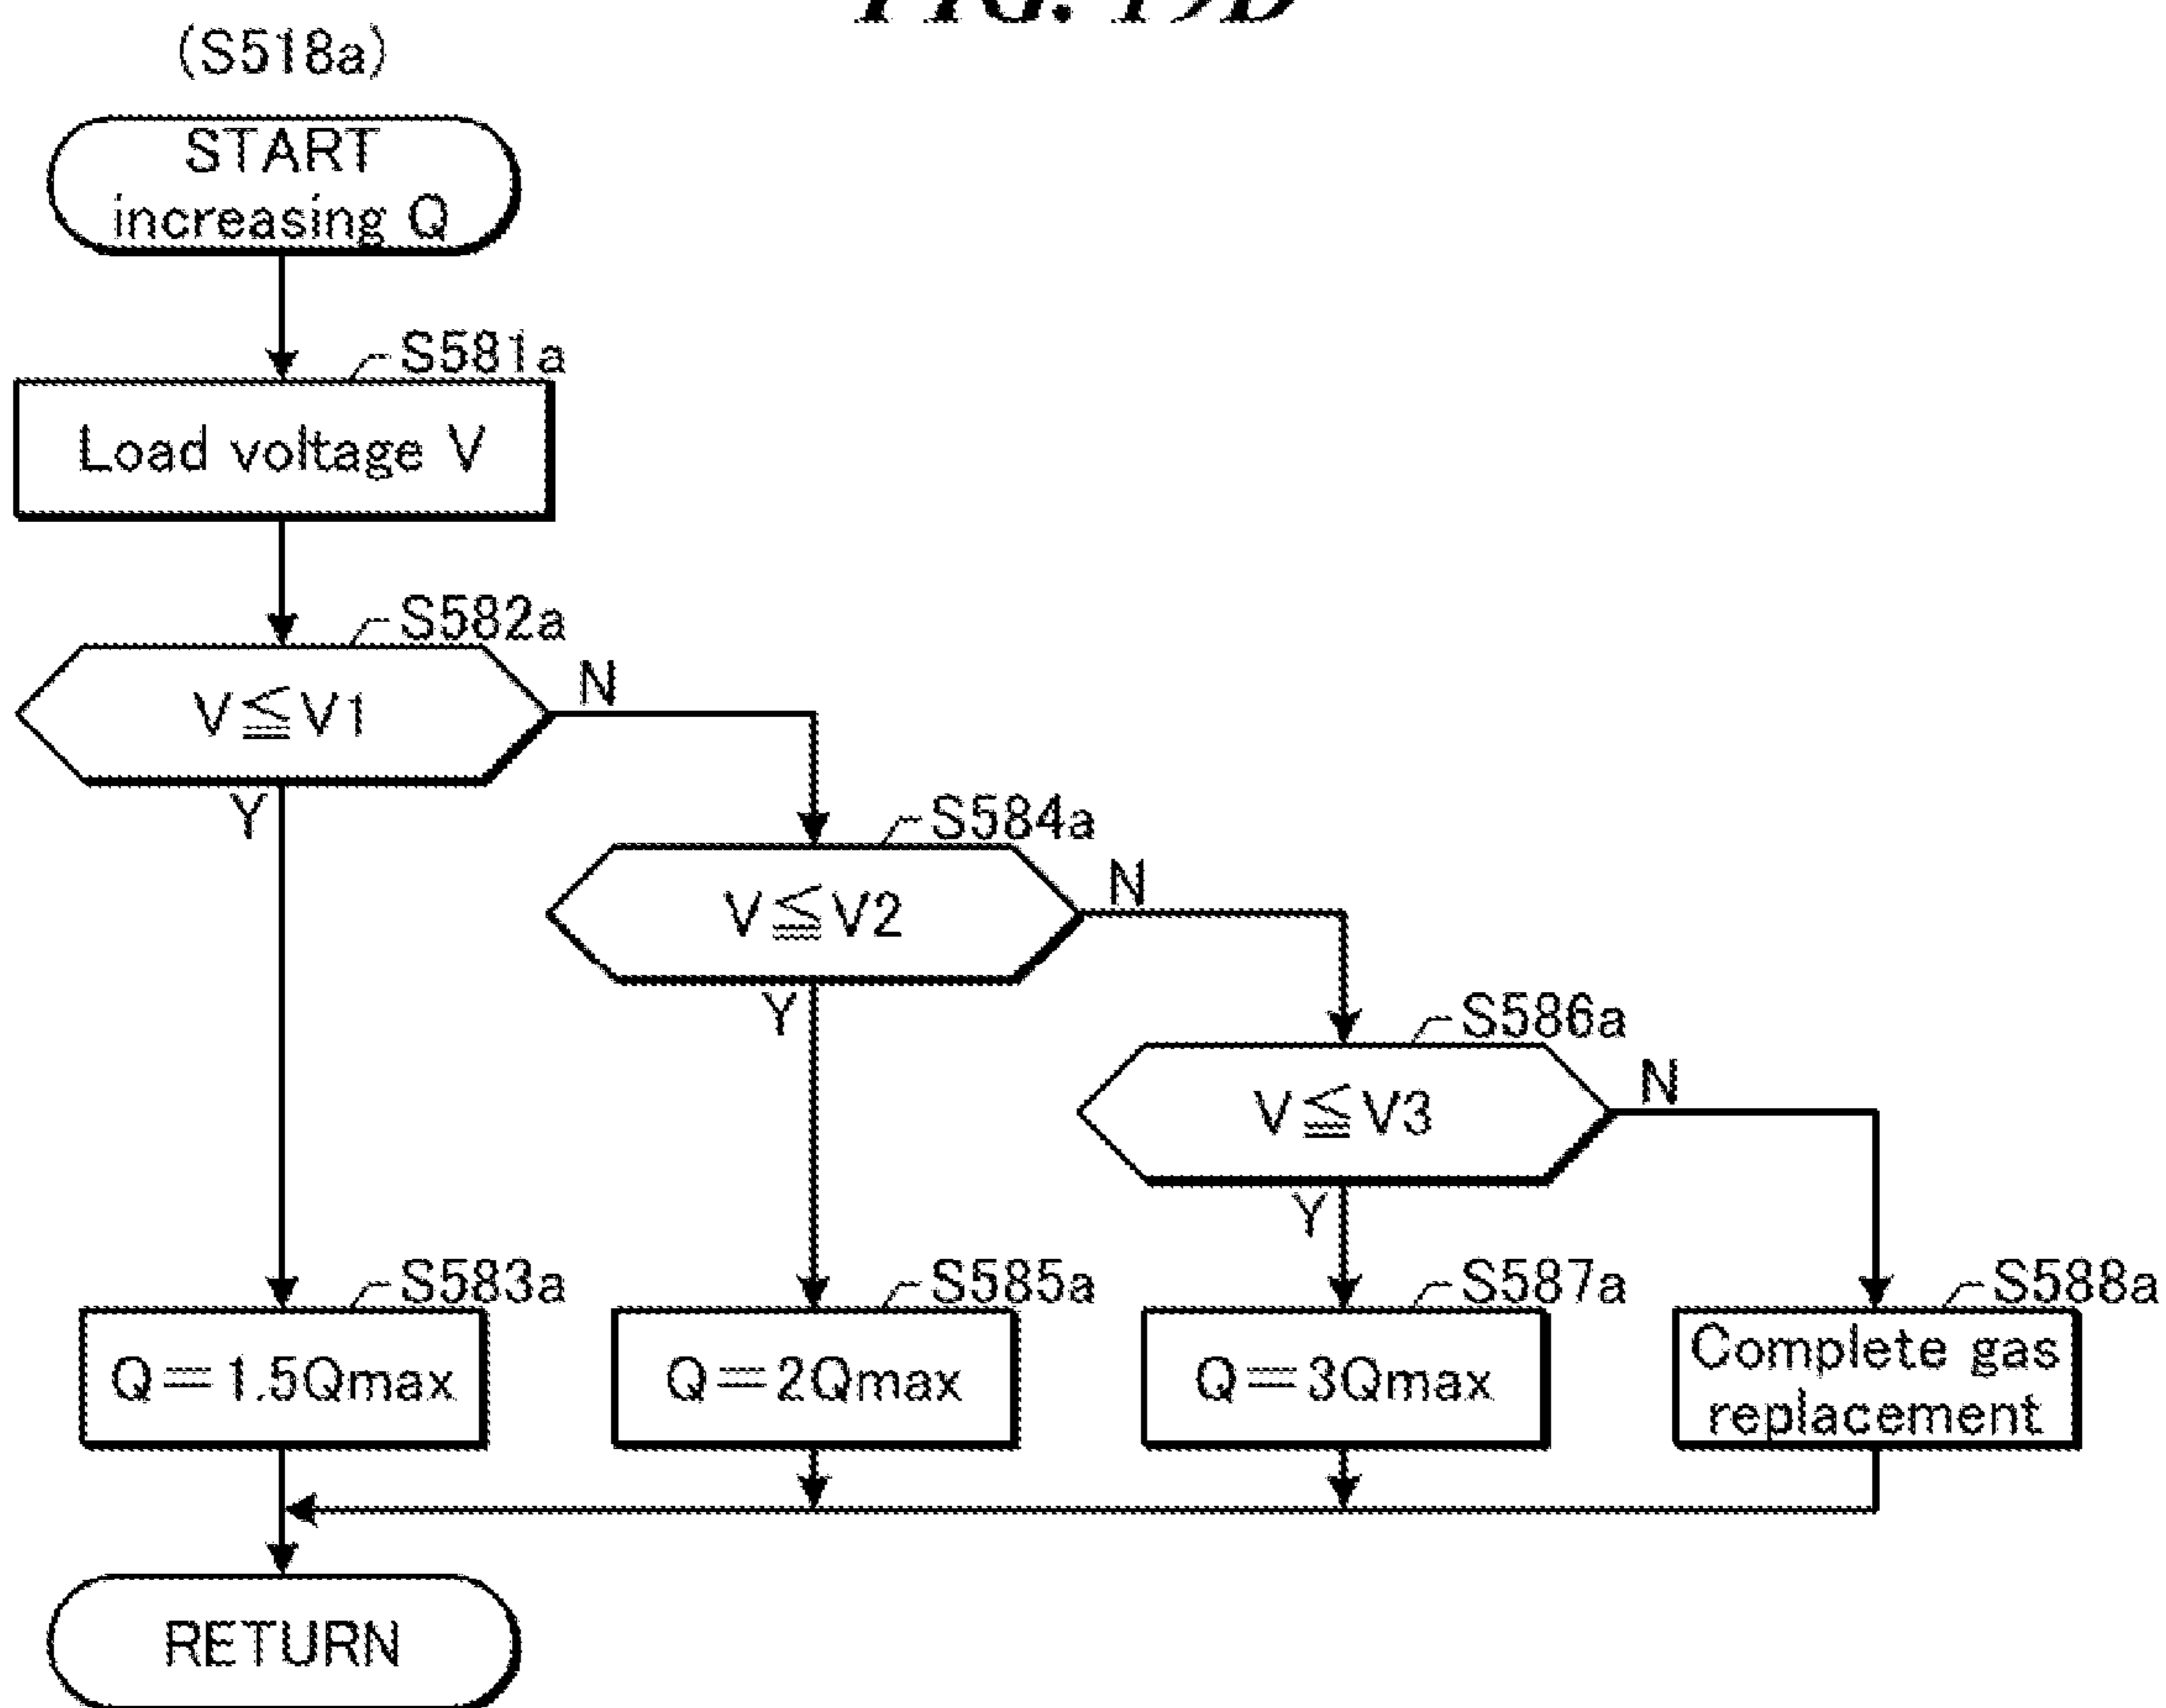 (S518a)
START
increasing Q
S581a
Load voltage V
S582a
V≦V1
N
Y
S584a
V≦V2
N
Y
S586a
V≦V3
N
Y
S583a
Q=1.5Qmax
S585a
Q=2Qmax
S587a
Q=3Qmax
S588a
Complete gas
replacement
RETURN